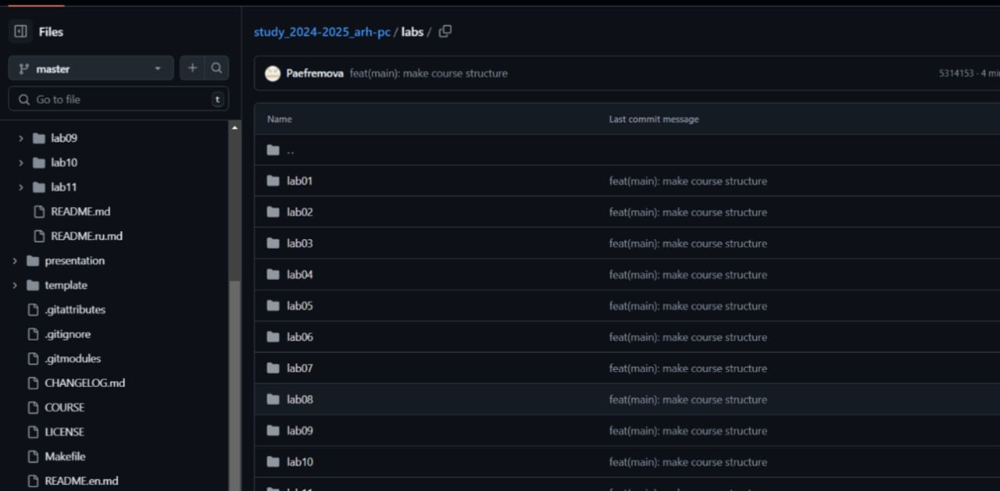 Files
master
Go to file
t
lab09
lab10
lab11
README.md
README.ru.md
presentation
template
.gitattributes
.gitignore
.gitmodules
CHANGELOG.md
COURSE
LICENSE
Makefile
README.en.md
study_2024-2025_arh-pc / labs /
Paefremova feat(main): make course structure 5314153 · 4 mi
Name Last commit message
..
lab01 feat(main): make course structure
lab02 feat(main): make course structure
lab03 feat(main): make course structure
lab04 feat(main): make course structure
lab05 feat(main): make course structure
lab06 feat(main): make course structure
lab07 feat(main): make course structure
lab08 feat(main): make course structure
lab09 feat(main): make course structure
lab10 feat(main): make course structure